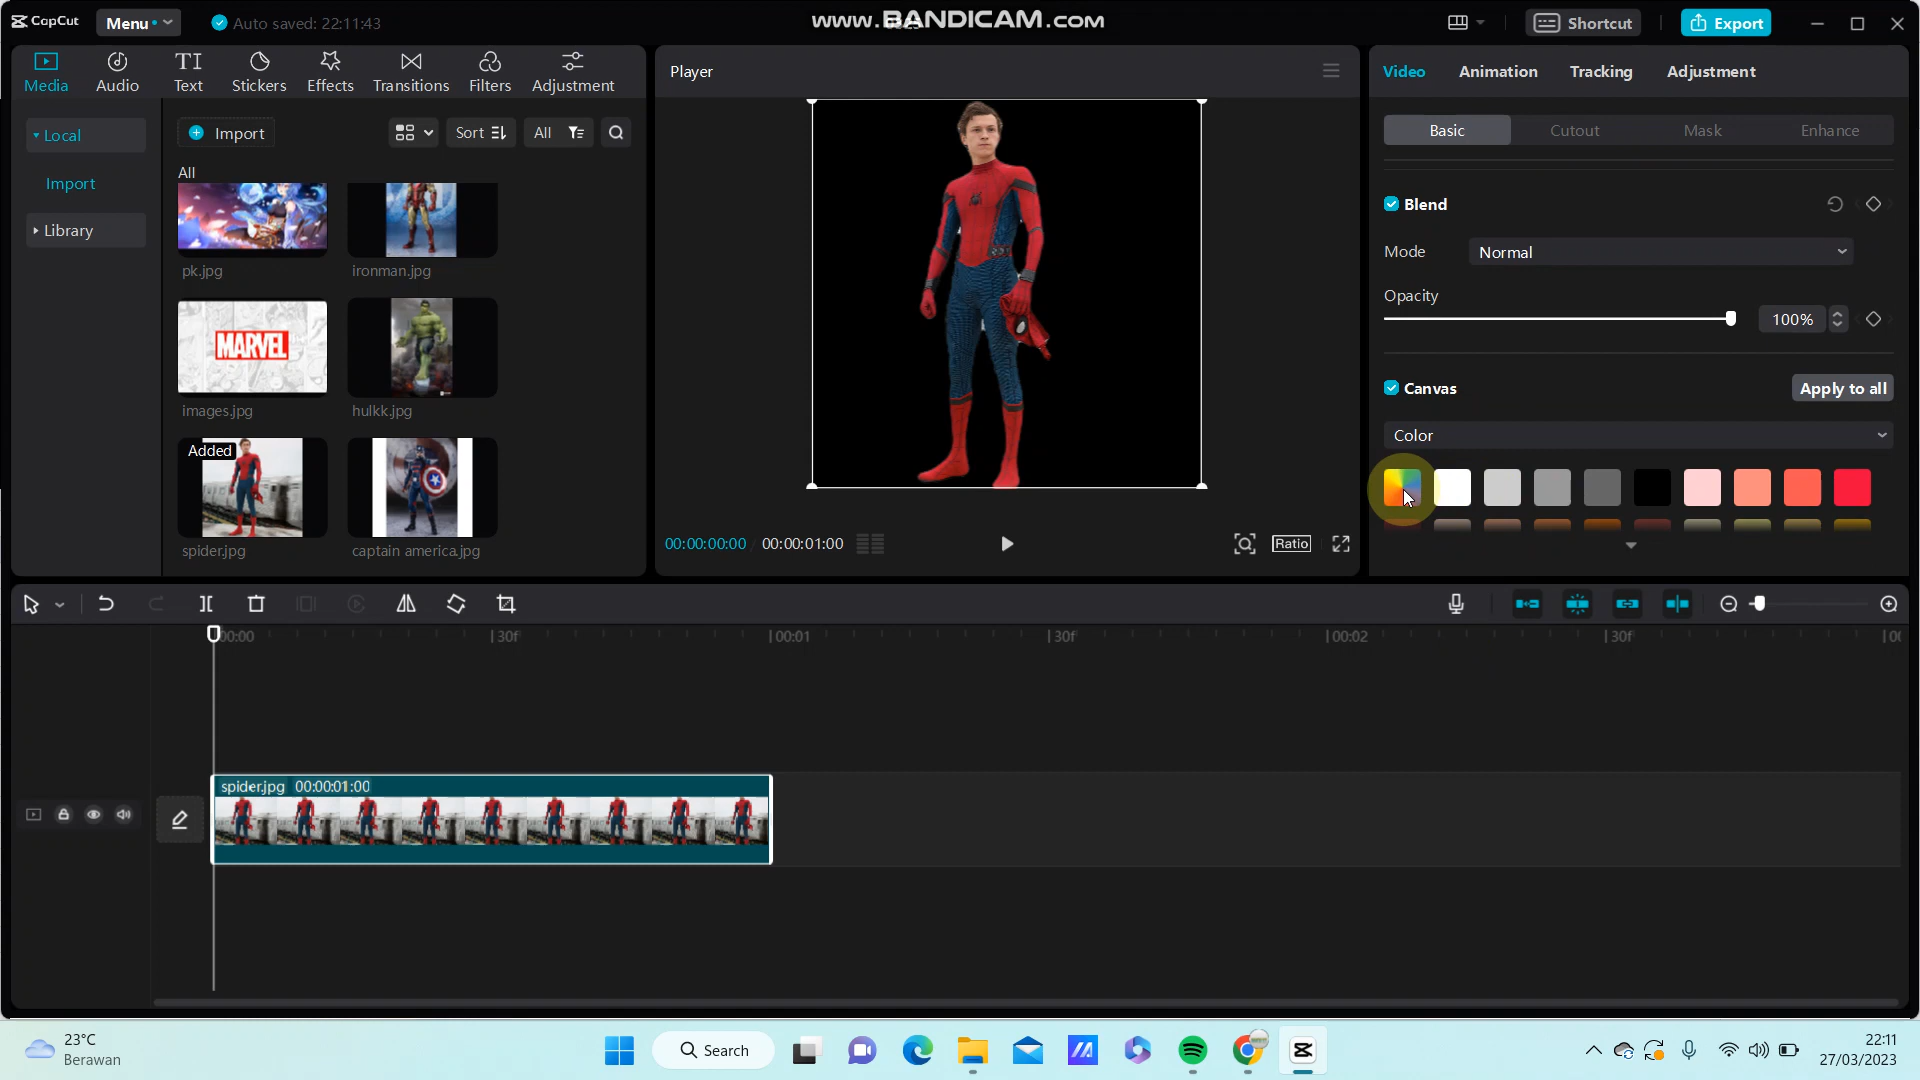 CapCut
Menu
Auto saved: 22:11:43
www.BANDICAM.com
Shortcut
Export
Media
Audio
Text
Stickers
Effects
Transitions
Filters
Adjustment
Local
Import
Library
Import
Sort
All
All
pk.jpg
ironman.jpg
MARVEL
images.jpg
hulkk.jpg
Added
spider.jpg
captain america.jpg
Player
00:00:00:00
00:00:01:00
Ratio
Video
Animation
Tracking
Adjustment
Basic
Cutout
Mask
Enhance
Blend
Mode
Normal
Opacity
100%
Canvas
Apply to all
Color
00:00
30f
00:01
30f
00:02
30f
spider.jpg 00:00:01:00
23°C
Berawan
Search
22:11
27/03/2023